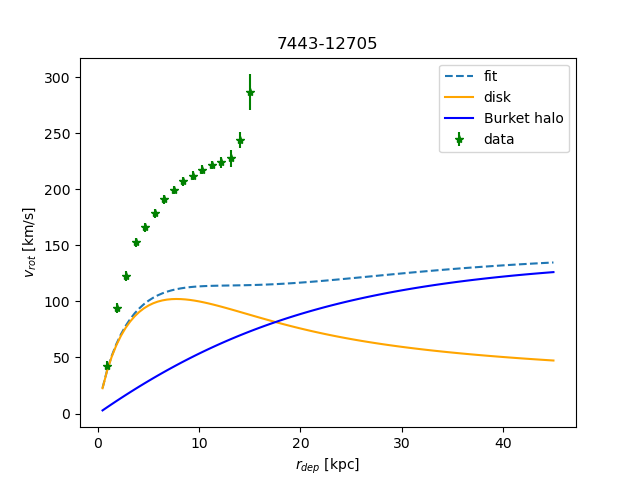 7443-12705
fit
disk
Burket halo
data
300
250
200
150
100
50
0
v_rot [km/s]
0 10 20 30 40
r_dep [kpc]